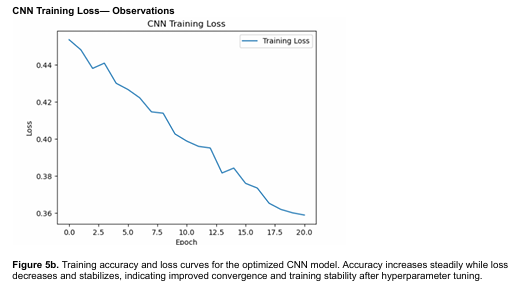 CNN Training Loss— Observations
CNN Training Loss
Training Loss
0.44
0.42
0.40
0.38
0.36
Loss
0.0 2.5 5.0 7.5 10.0 12.5 15.0 17.5 20.0
Epoch
Figure 5b. Training accuracy and loss curves for the optimized CNN model. Accuracy increases steadily while loss
decreases and stabilizes, indicating improved convergence and training stability after hyperparameter tuning.